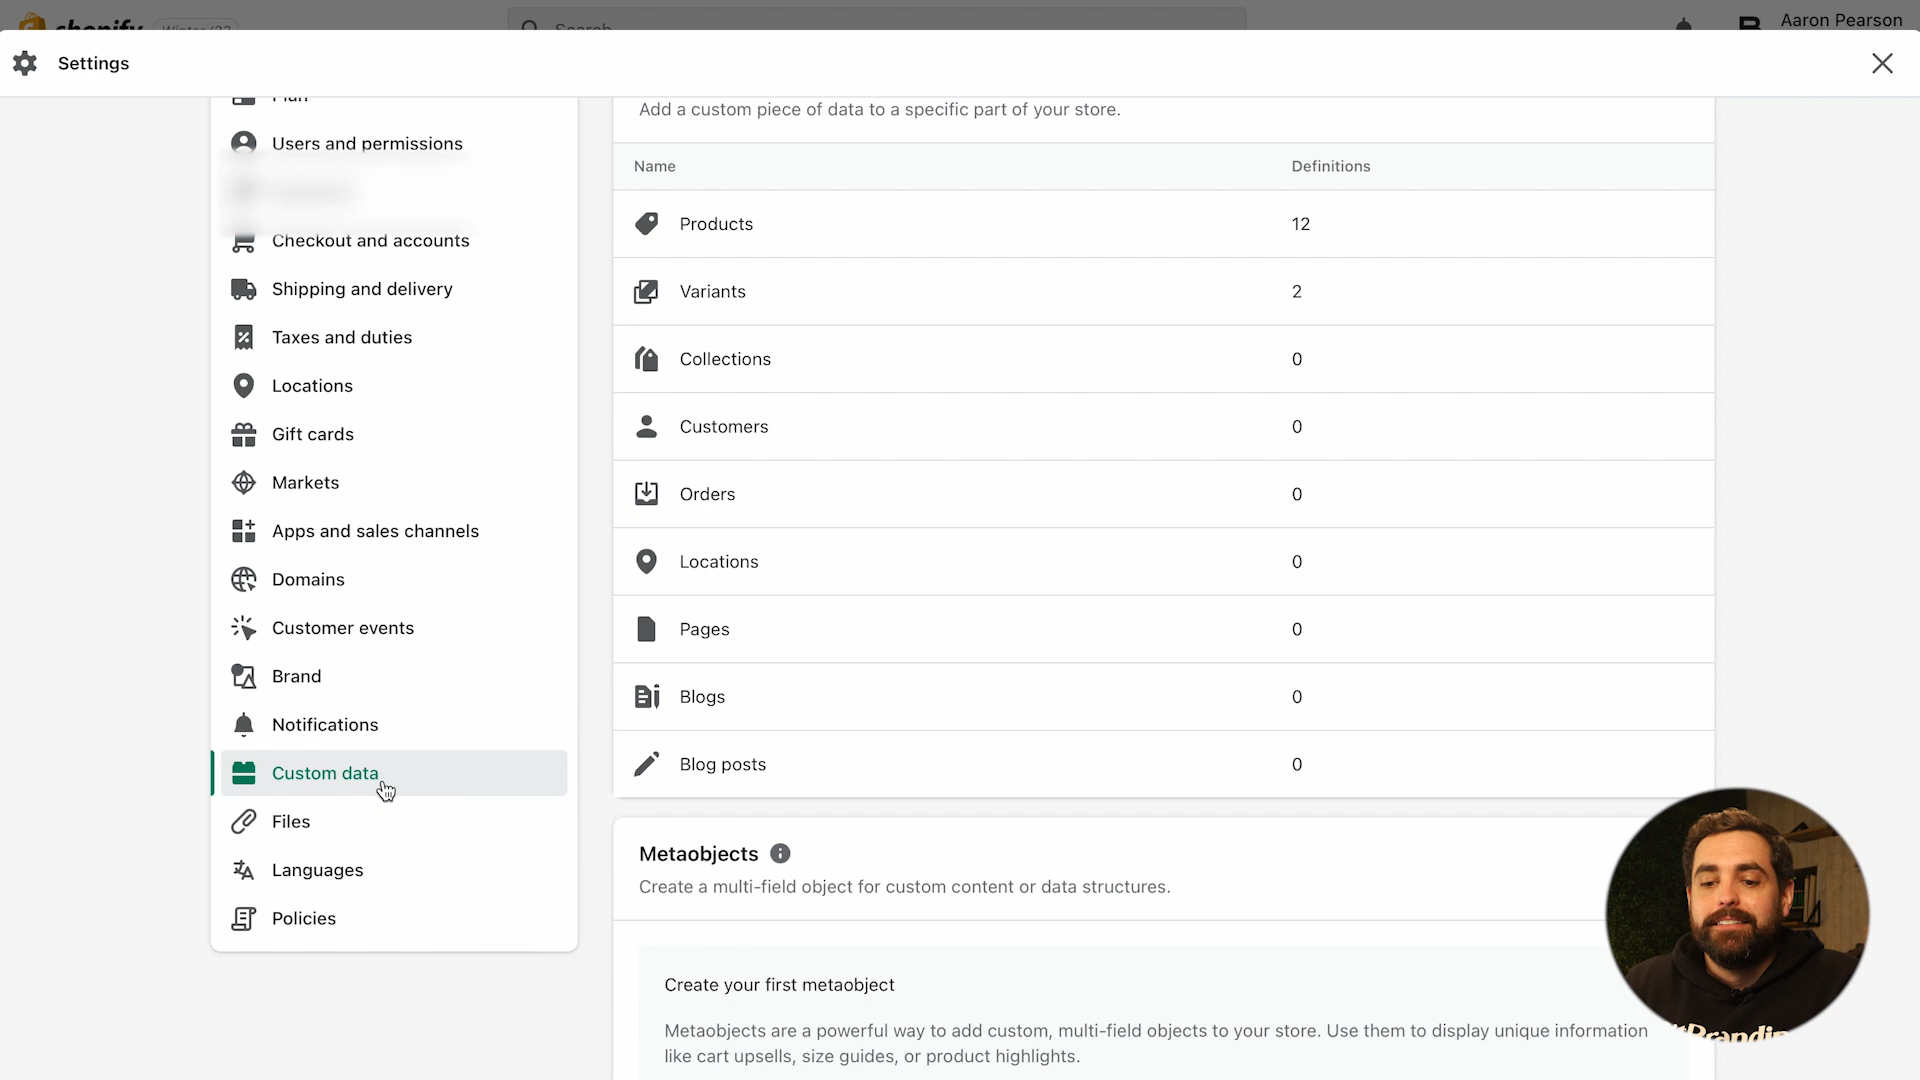 shopify Winter '23
Search
Aaron Pearson
Settings
Plan
Users and permissions
Checkout and accounts
Shipping and delivery
Taxes and duties
Locations
Gift cards
Markets
Apps and sales channels
Domains
Customer events
Brand
Notifications
Custom data
Files
Languages
Policies
Add a custom piece of data to a specific part of your store.
Name Definitions
Products 12
Variants 2
Collections 0
Customers 0
Orders 0
Locations 0
Pages 0
Blogs 0
Blog posts 0
Metaobjects
Create a multi-field object for custom content or data structures.
Create your first metaobject
Metaobjects are a powerful way to add custom, multi-field objects to your store. Use them to display unique information
like cart upsells, size guides, or product highlights.